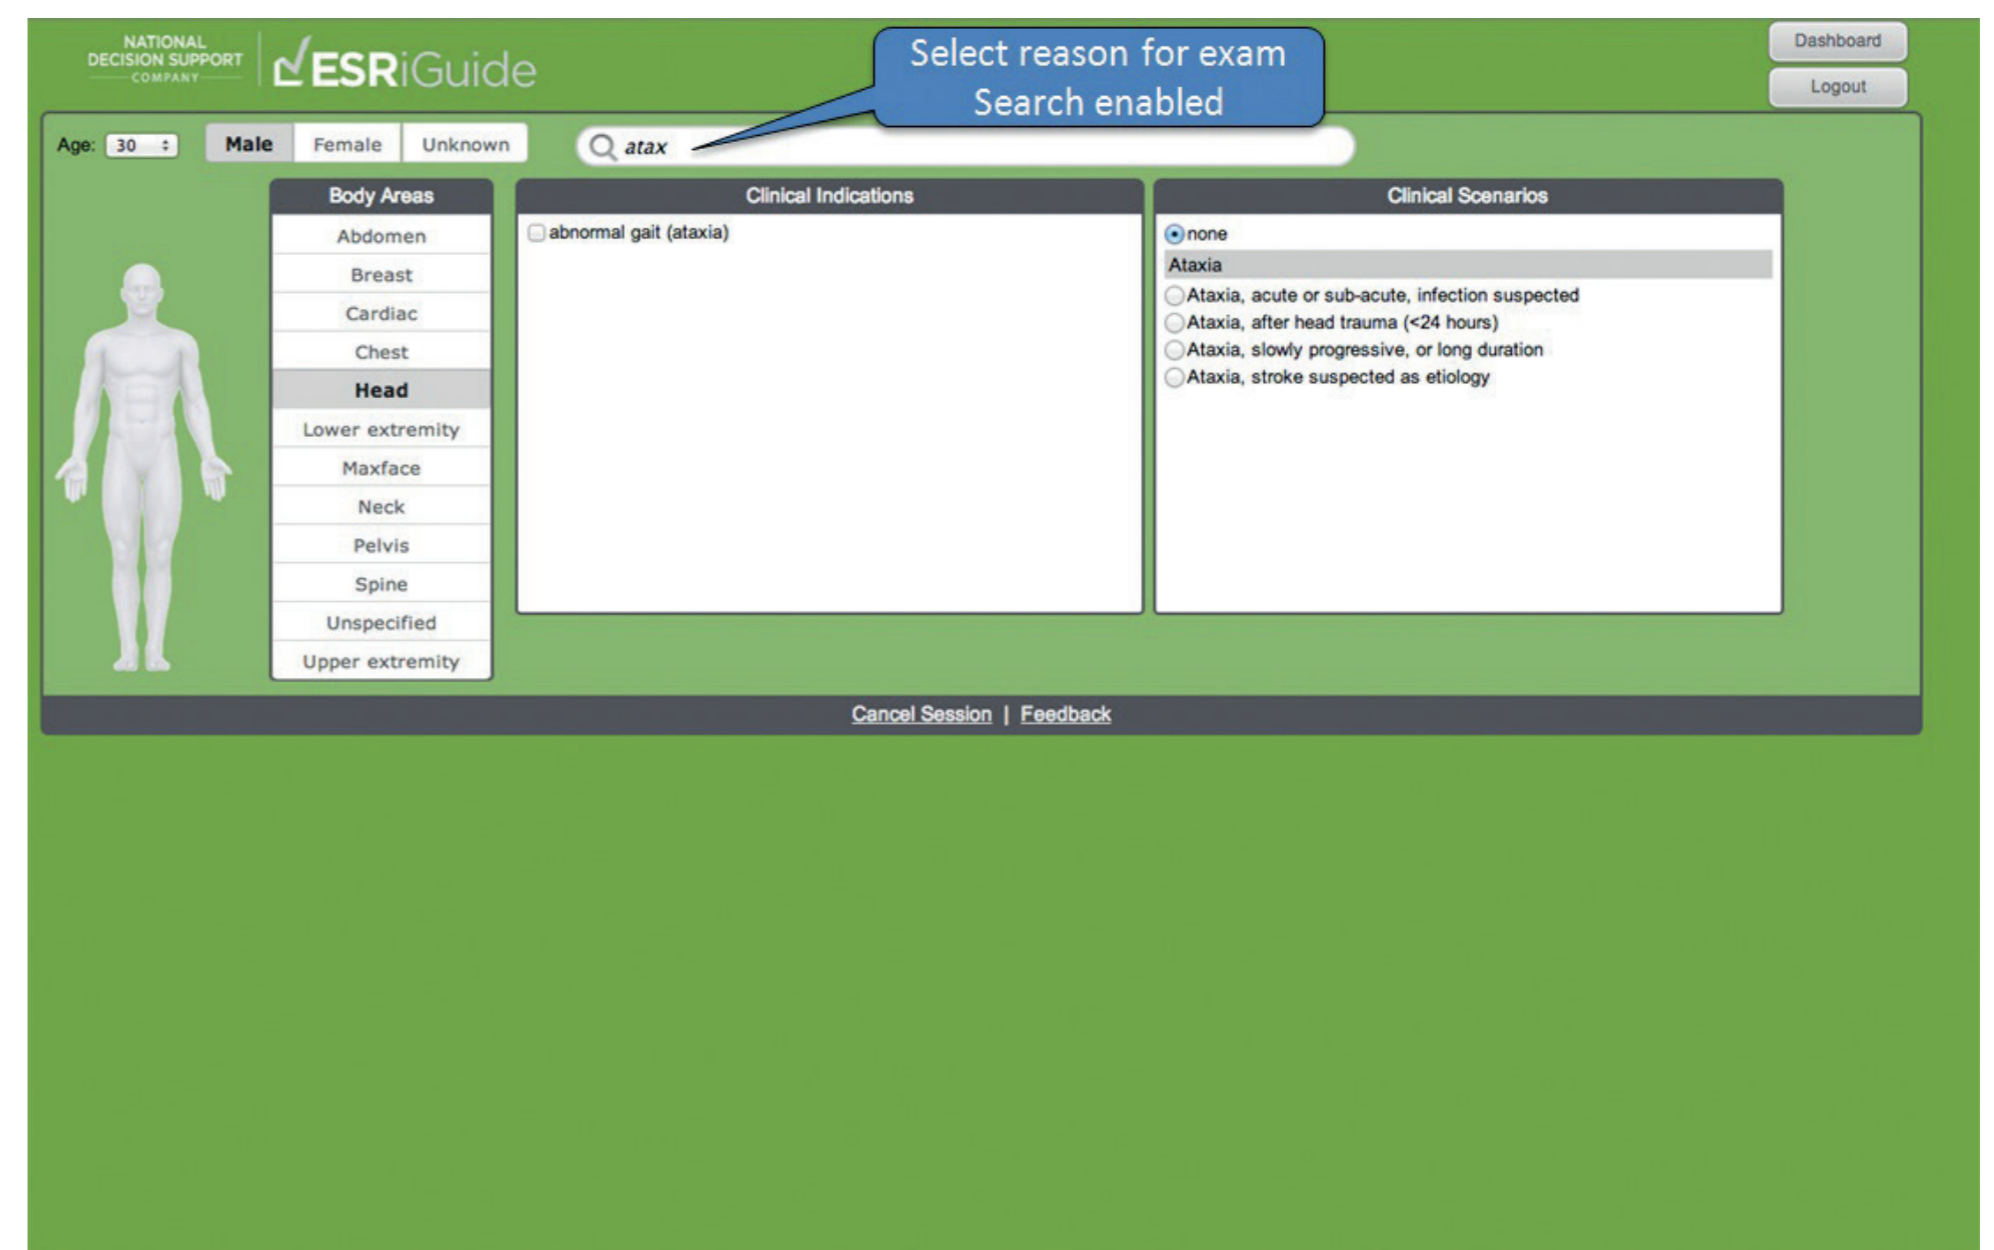 NATIONAL
DECISION SUPPORT
COMPANY
ESRiGuide
Select reason for exam
Search enabled
Dashboard
Logout
Age: 30
Male
Female
Unknown
atax
Body Areas
Abdomen
Breast
Cardiac
Chest
Head
Lower extremity
Maxface
Neck
Pelvis
Spine
Unspecified
Upper extremity
Clinical Indications
abnormal gait (ataxia)
Clinical Scenarios
none
Ataxia
Ataxia, acute or sub-acute, infection suspected
Ataxia, after head trauma (<24 hours)
Ataxia, slowly progressive, or long duration
Ataxia, stroke suspected as etiology
Cancel Session | Feedback